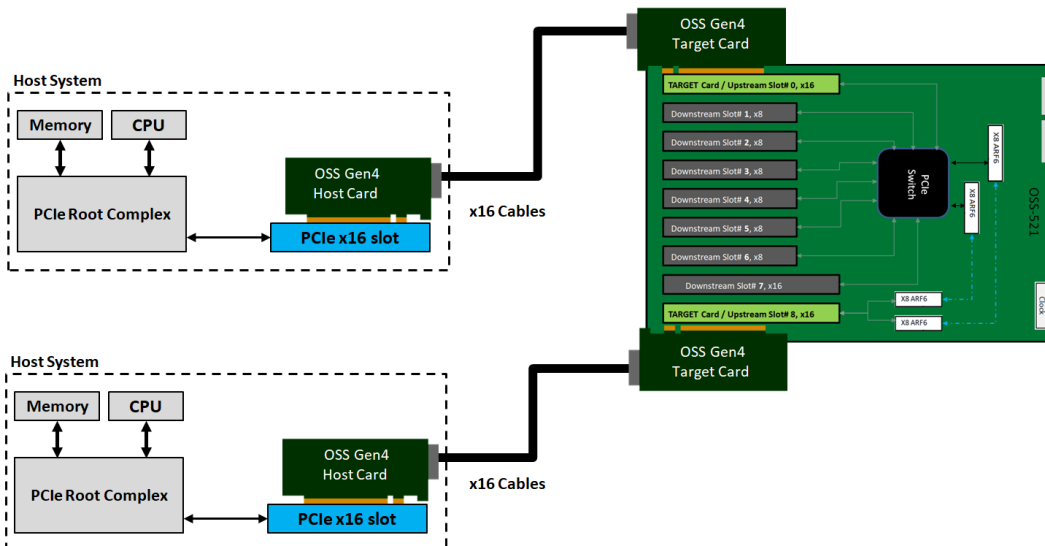 OSS Gen4
Target Card
Host System
Memory
CPU
OSS Gen4
Host Card
PCIe Root Complex
x16 Cables
PCIe x16 slot
TARGET Card / Upstream Slot# 0, x16
Downstream Slot# 1, x8
Downstream Slot# 2, x8
Downstream Slot# 3, x8
Downstream Slot# 4, x8
Downstream Slot# 5, x8
Downstream Slot# 6, x8
Downstream Slot# 7, x16
TARGET Card / Upstream Slot# 8, x16
PCIe
Switch
X8 ARF6
X8 ARF6
X8 ARF6
X8 ARF6
OSS-521
Clock
OSS Gen4
Target Card
Host System
Memory
CPU
OSS Gen4
Host Card
PCIe Root Complex
x16 Cables
PCIe x16 slot